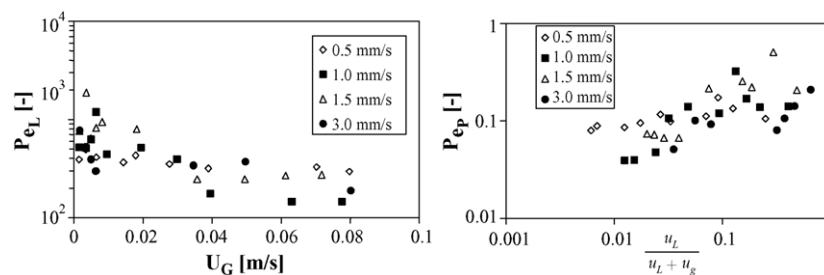 10^4
10^3
10^2
Pe_L [-]
0.5 mm/s
1.0 mm/s
1.5 mm/s
3.0 mm/s
0 0.02 0.04 0.06 0.08 0.1
U_G [m/s]
1
0.1
0.01
Pe_P [-]
0.5 mm/s
1.0 mm/s
1.5 mm/s
3.0 mm/s
0.001 0.01 0.1
u_L
u_L + u_g